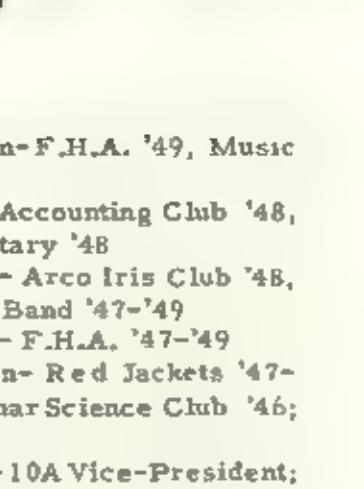 n- F.H.A. '49, Music
Accounting Club '48,
tary '48
- Arco Iris Club '48,
Band '47-'49
- F.H.A. '47-'49
n- Red Jackets '47-
nar Science Club '46;
-10A Vice-President;